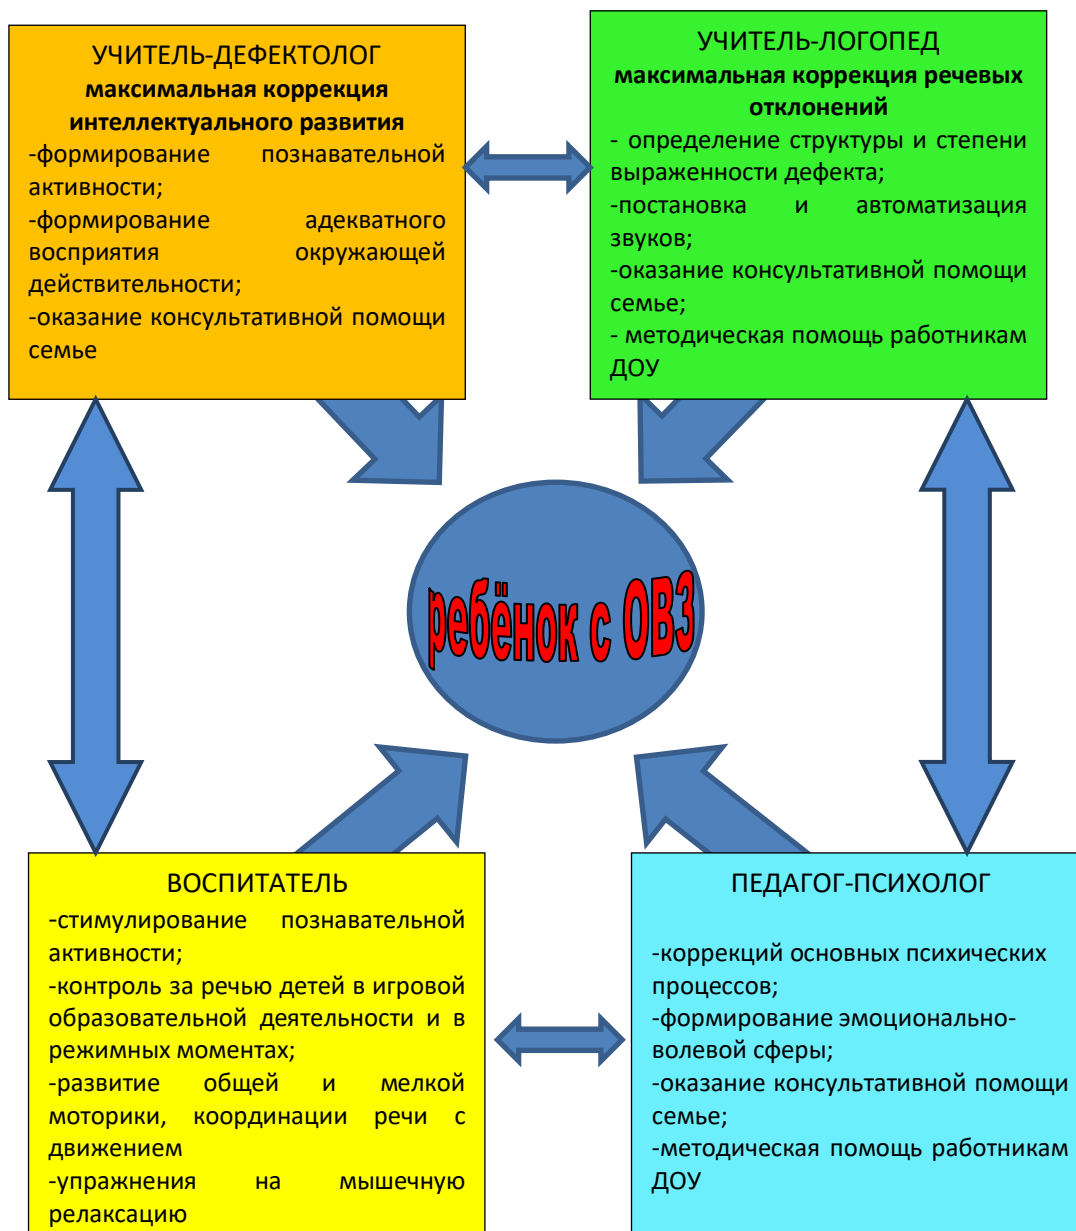 УЧИТЕЛЬ-ДЕФЕКТОЛОГ
максимальная коррекция
интеллектуального развития
-формирование познавательной
активности;
-формирование адекватного
восприятия окружающей
действительности;
-оказание консультативной помощи
семье
УЧИТЕЛЬ-ЛОГОПЕД
максимальная коррекция речевых
отклонений
- определение структуры и степени
выраженности дефекта;
-постановка и автоматизация
звуков;
-оказание консультативной помощи
семье;
- методическая помощь работникам
ДОУ
ребёнок с ОВЗ
ВОСПИТАТЕЛЬ
-стимулирование познавательной
активности;
-контроль за речью детей в игровой
образовательной деятельности и в
режимных моментах;
-развитие общей и мелкой
моторики, координации речи с
движением
-упражнения на мышечную
релаксацию
ПЕДАГОГ-ПСИХОЛОГ
-коррекций основных психических
процессов;
-формирование эмоционально-
волевой сферы;
-оказание консультативной помощи
семье;
-методическая помощь работникам
ДОУ